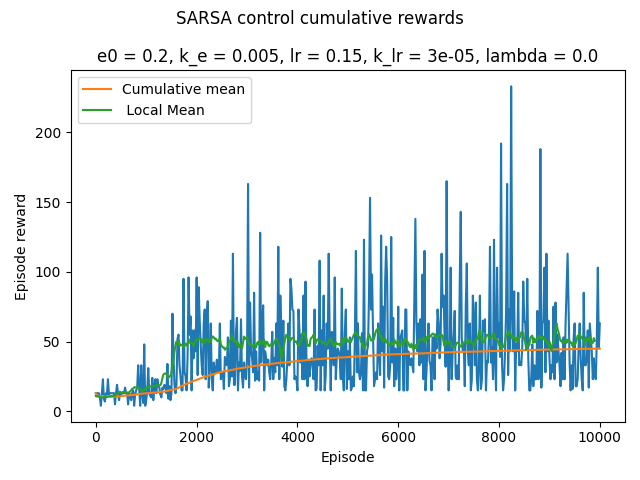 SARSA control cumulative rewards
e0 = 0.2, k_e = 0.005, lr = 0.15, k_lr = 3e-05, lambda = 0.0
Cumulative mean
Local Mean
Episode reward
200
150
100
50
0
0 2000 4000 6000 8000 10000
Episode